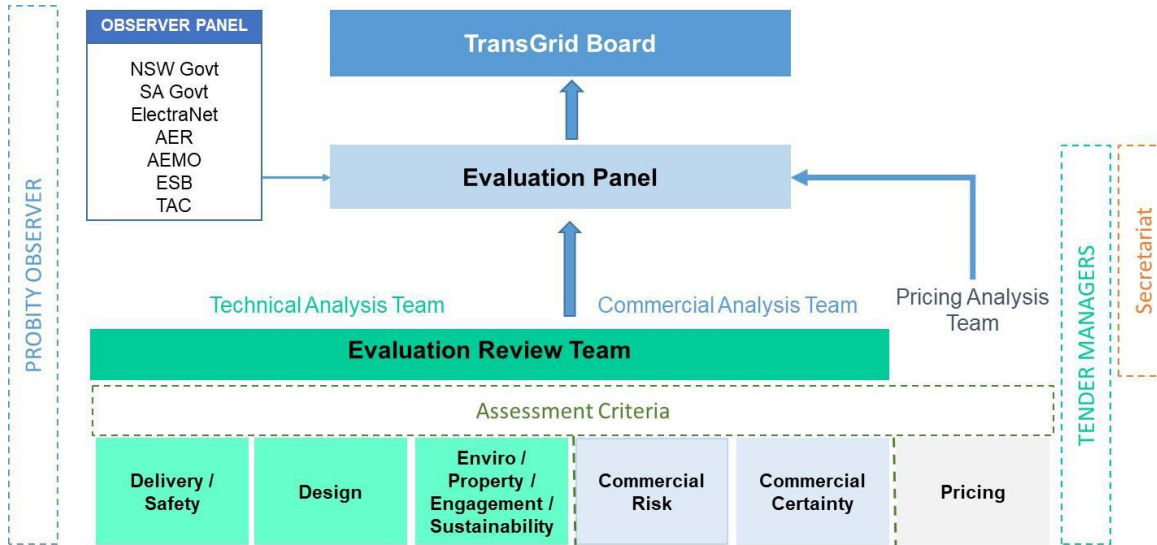 PROBITY OBSERVER
OBSERVER PANEL
NSW Govt
SA Govt
ElectraNet
AER
AEMO
ESB
TAC
TransGrid Board
Evaluation Panel
Technical Analysis Team
Commercial Analysis Team
Pricing Analysis
Team
Evaluation Review Team
Assessment Criteria
Delivery /
Safety
Design
Enviro /
Property /
Engagement /
Sustainability
Commercial
Risk
Commercial
Certainty
Pricing
TENDER MANAGERS
Secretariat